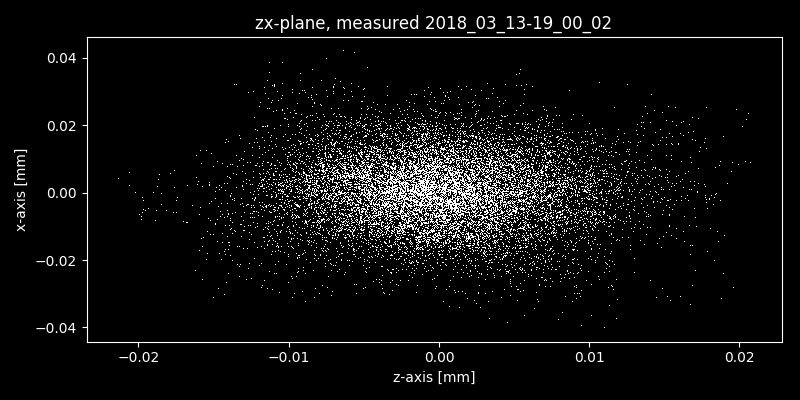 zx-plane, measured 2018_03_13-19_00_02
0.04
0.02
0.00
−0.02
−0.04
x-axis [mm]
−0.02 −0.01 0.00 0.01 0.02
z-axis [mm]